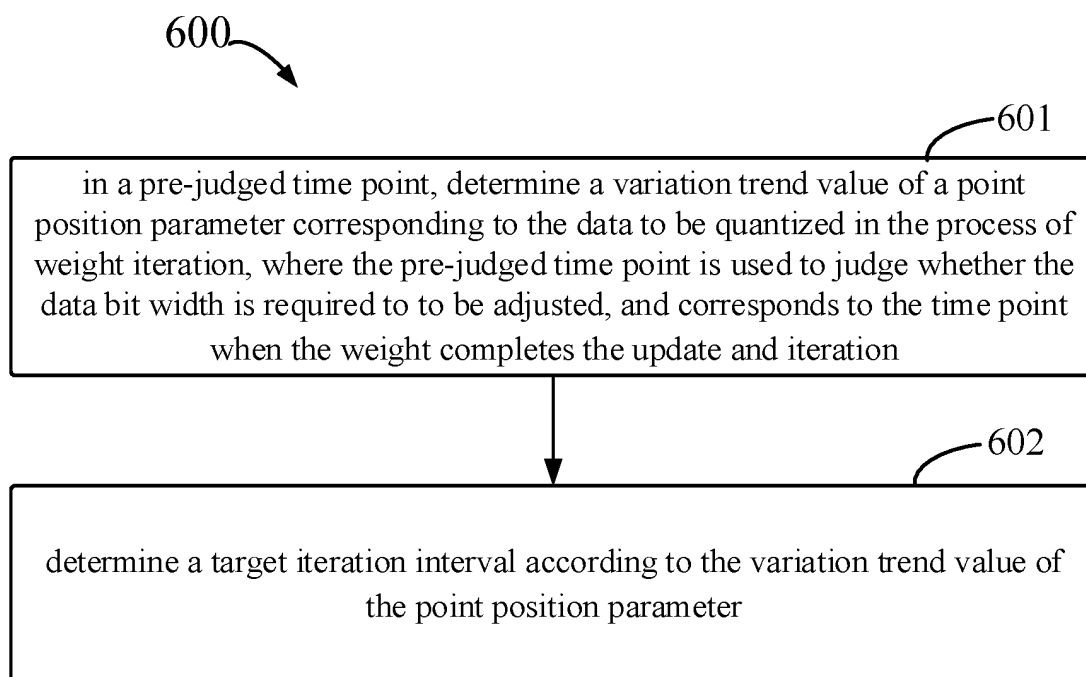 600
601
in a pre-judged time point, determine a variation trend value of a point
position parameter corresponding to the data to be quantized in the process of
weight iteration, where the pre-judged time point is used to judge whether the
data bit width is required to to be adjusted, and corresponds to the time point
when the weight completes the update and iteration
602
determine a target iteration interval according to the variation trend value of
the point position parameter